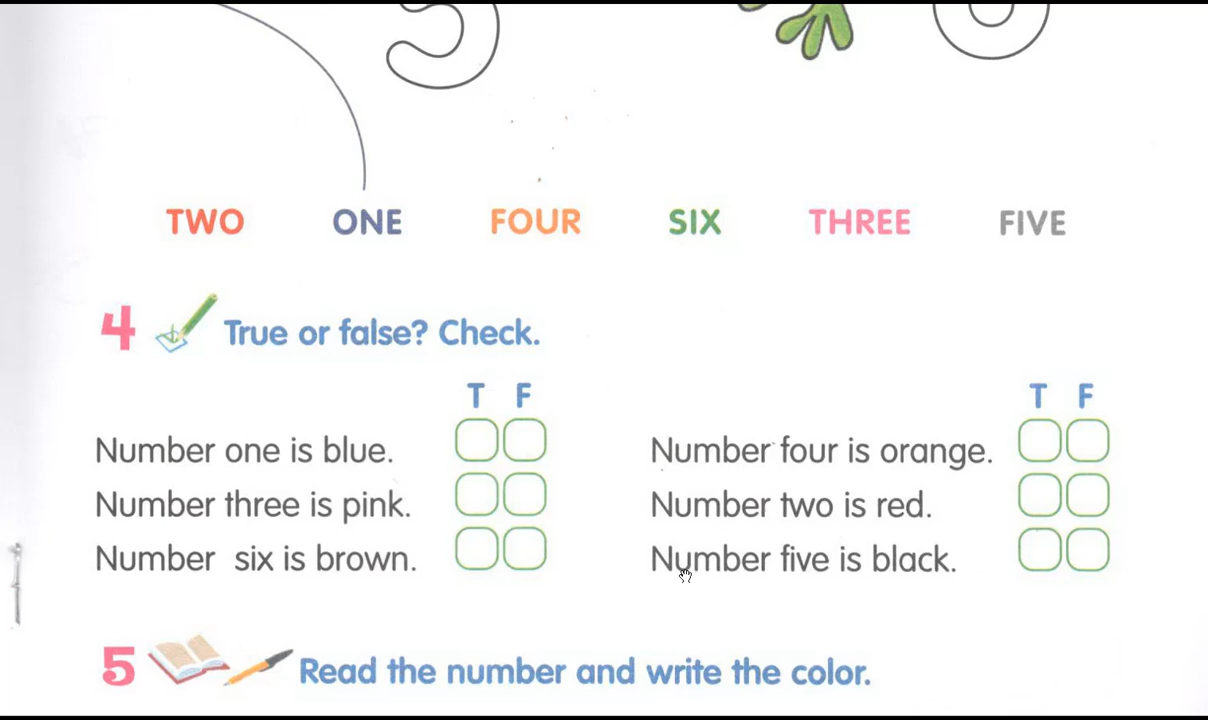 TWO ONE FOUR SIX THREE FIVE
4 True or false? Check.
T F T F
Number one is blue. Number four is orange.
Number three is pink. Number two is red.
Number six is brown. Number five is black.
5 Read the number and write the color.